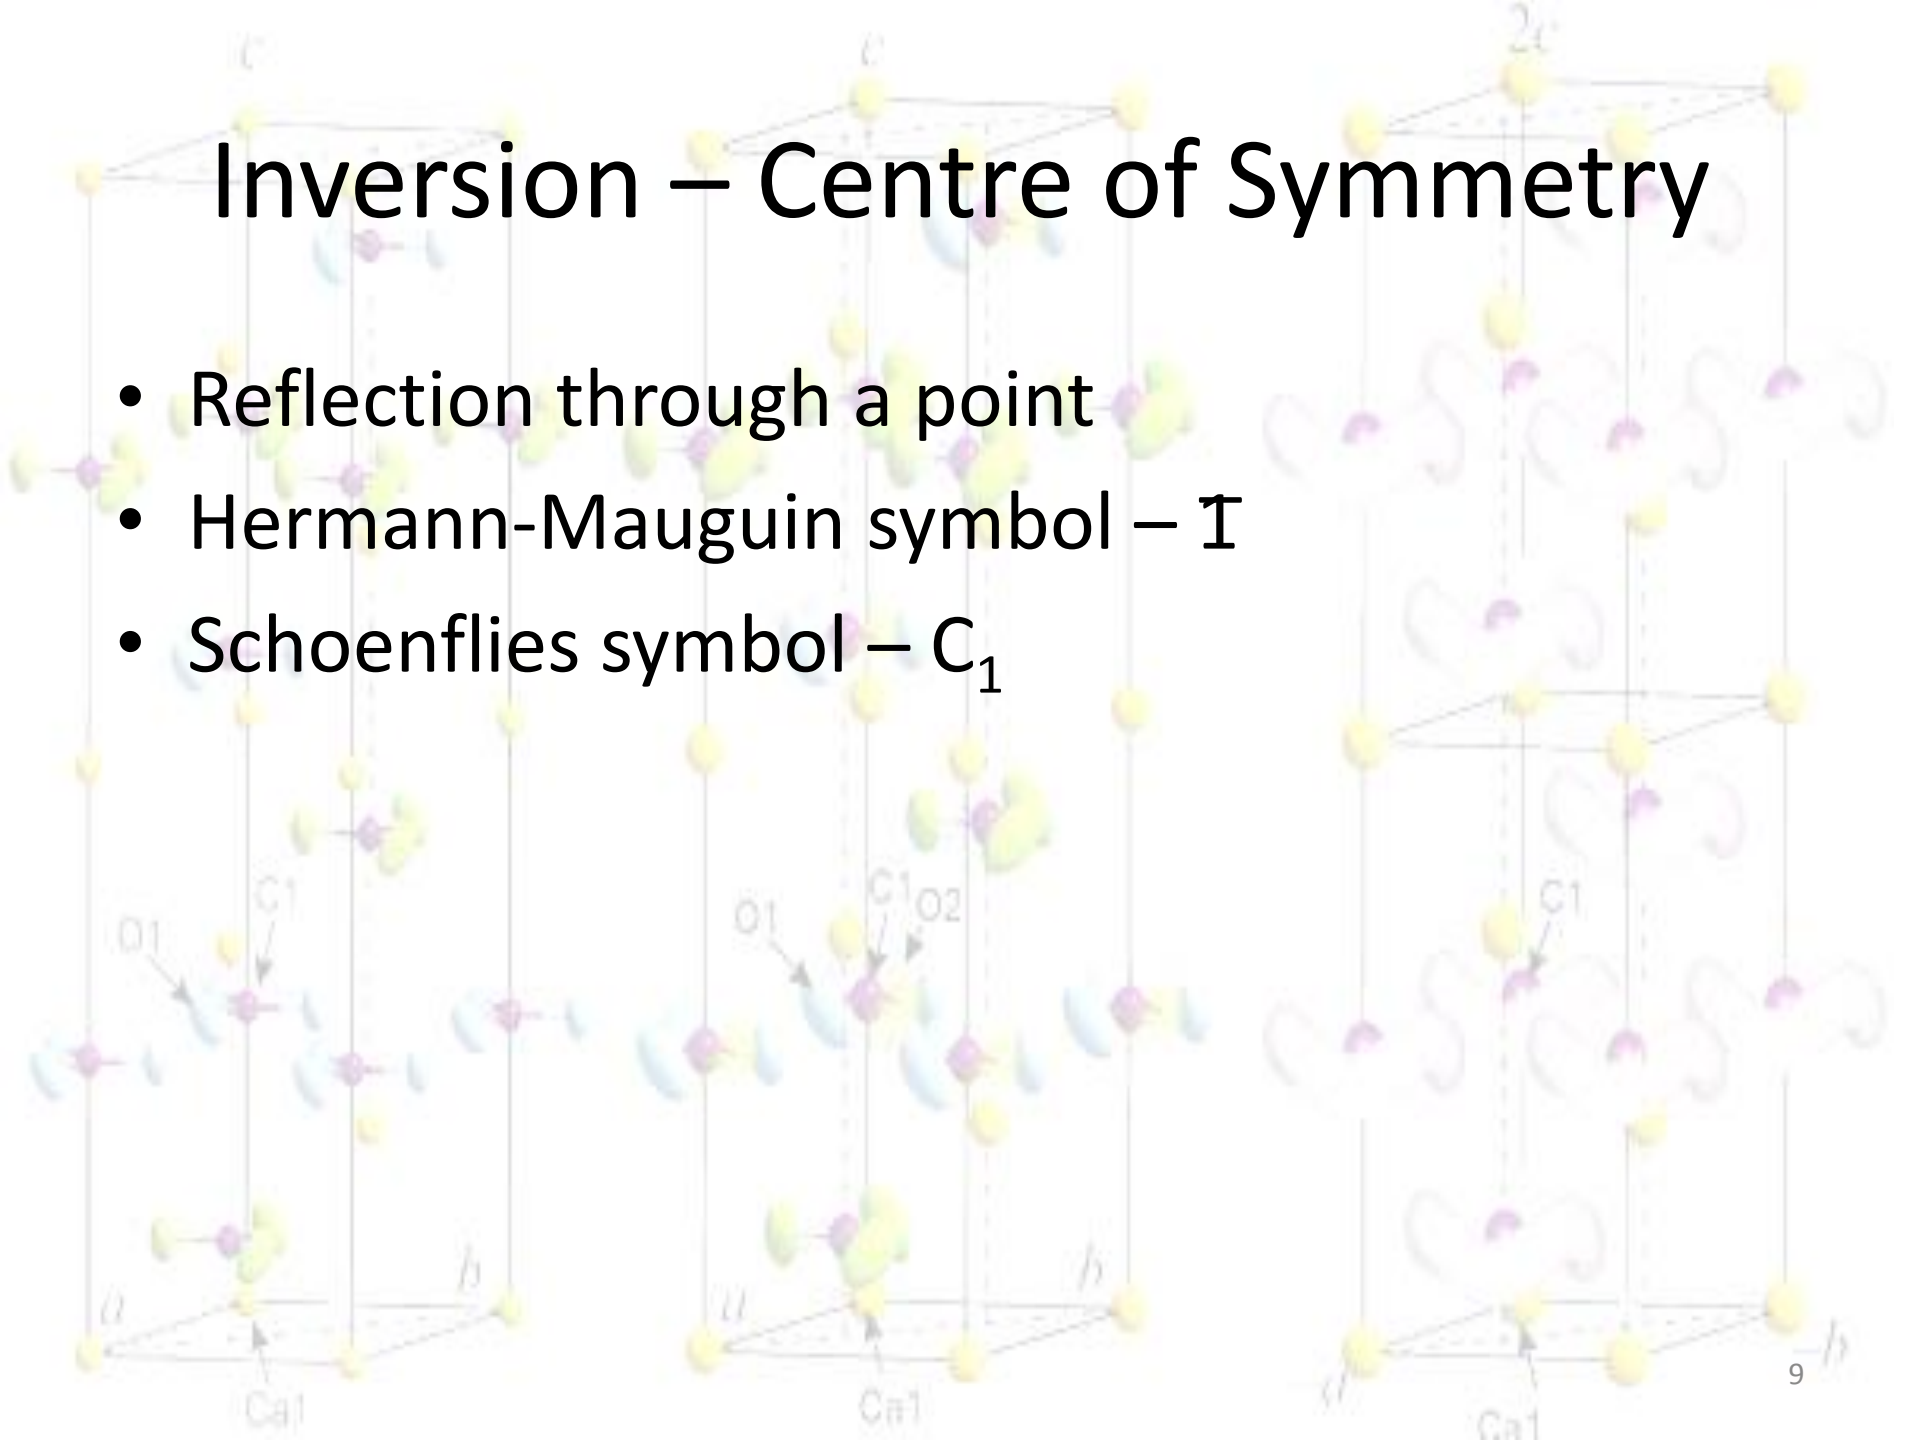 c
c
2c
Inversion – Centre of Symmetry
• Reflection through a point
• Hermann-Mauguin symbol – 1̅
• Schoenflies symbol – C₁
C1
O1
C1
O2
O1
C1
b
a
b
a
b
a
9
Ca1
Ca1
Ca1